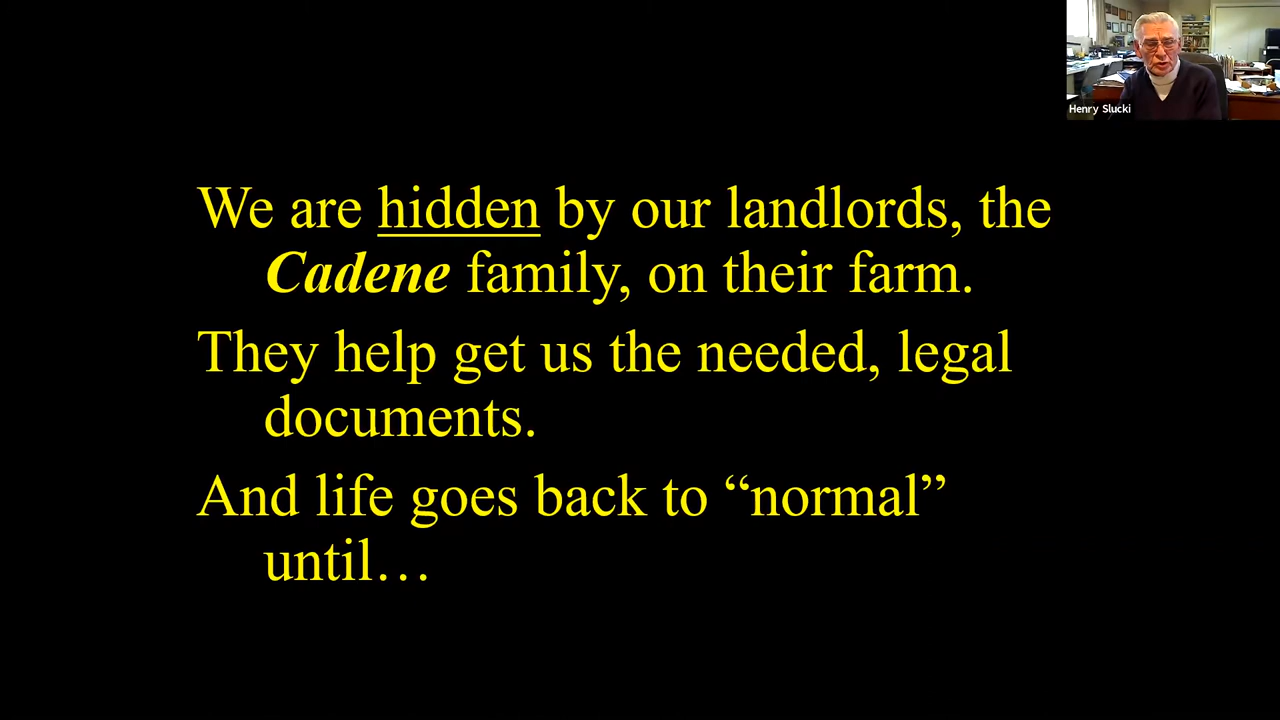 Henry Slucki
We are hidden by our landlords, the
Cadene family, on their farm.
They help get us the needed, legal
documents.
And life goes back to “normal”
until…